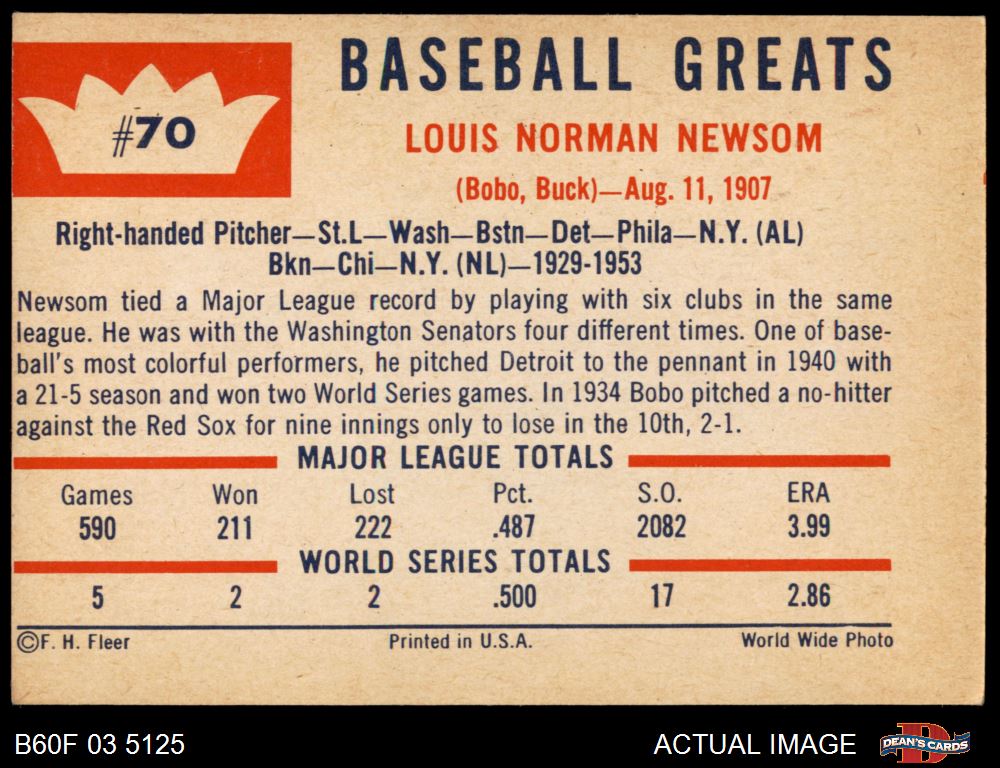 #70
BASEBALL GREATS
LOUIS NORMAN NEWSOM
(Bobo, Buck)—Aug. 11, 1907
Right-handed Pitcher—St.L—Wash—Bstn—Det—Phila—N.Y. (AL)
Bkn—Chi—N.Y. (NL)—1929-1953
Newsom tied a Major League record by playing with six clubs in the same
league. He was with the Washington Senators four different times. One of base-
ball's most colorful performers, he pitched Detroit to the pennant in 1940 with
a 21-5 season and won two World Series games. In 1934 Bobo pitched a no-hitter
against the Red Sox for nine innings only to lose in the 10th, 2-1.
MAJOR LEAGUE TOTALS
Games Won Lost Pct. S.O. ERA
590 211 222 .487 2082 3.99
WORLD SERIES TOTALS
5 2 2 .500 17 2.86
©F. H. Fleer Printed in U.S.A. World Wide Photo
B60F 03 5125 ACTUAL IMAGE DEAN'S CARDS